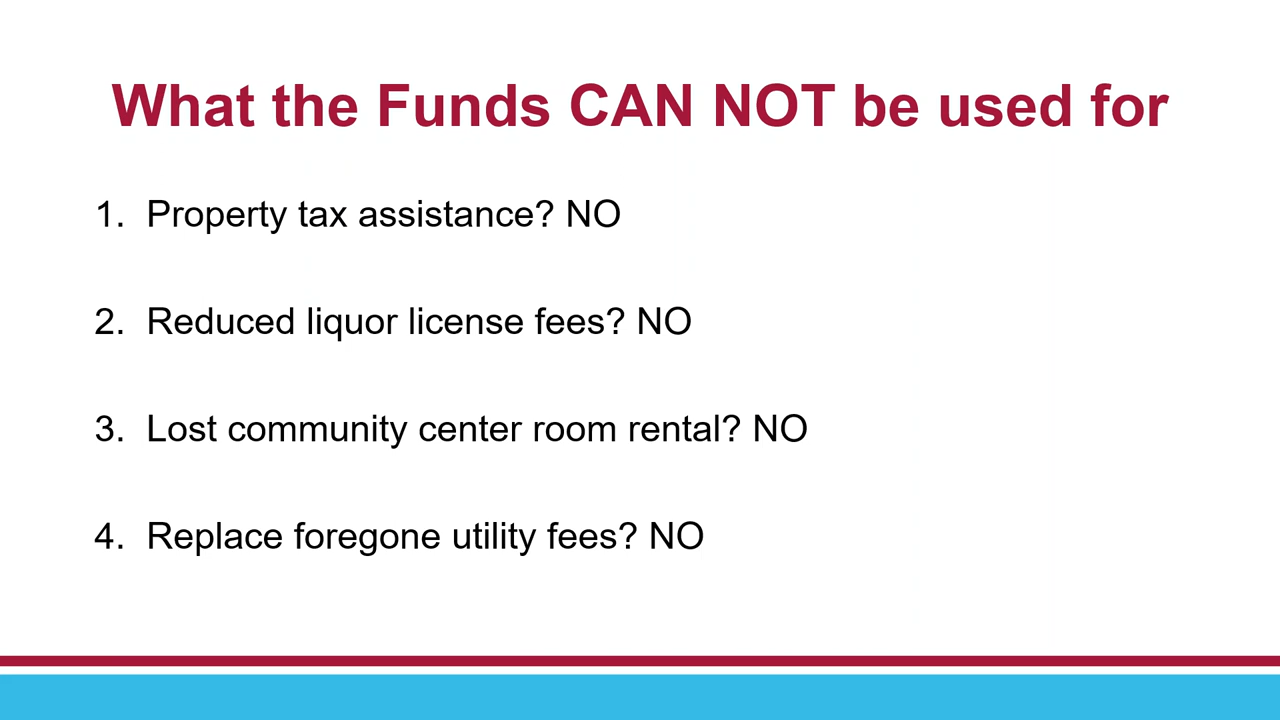 What the Funds CAN NOT be used for
1. Property tax assistance? NO
2. Reduced liquor license fees? NO
3. Lost community center room rental? NO
4. Replace foregone utility fees? NO